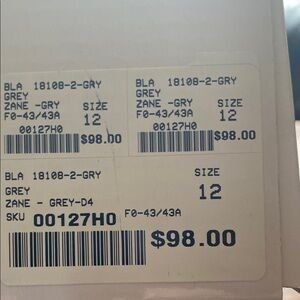 BLA 18108-2-GRY
GREY
ZANE -GRY SIZE
F0-43/43A 12
00127H0
$98.00
BLA 18108-2-GRY
GREY
ZANE -GRY SIZE
F0-43/43A 12
00127H0
$98.00
BLA 18108-2-GRY SIZE
GREY 12
ZANE - GREY-D4
SKU 00127H0 F0-43/43A
$98.00